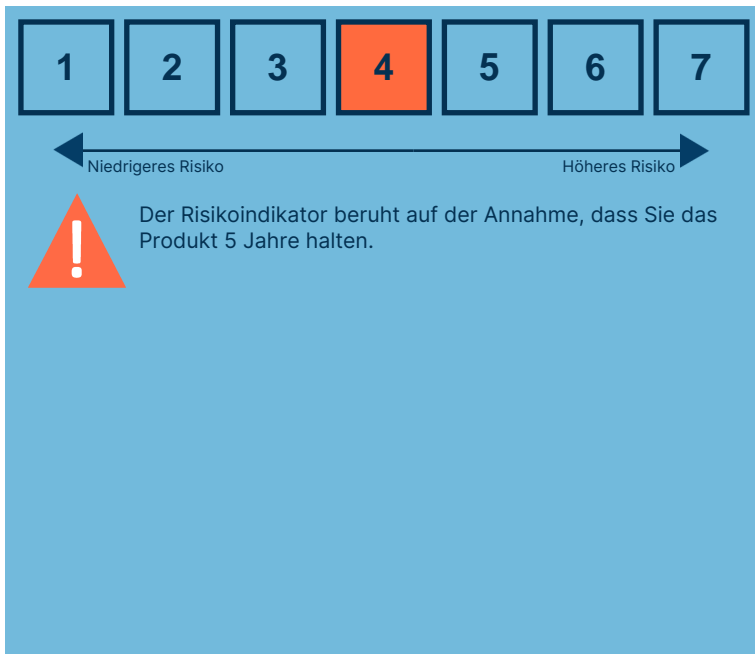 1 2 3 4 5 6 7
Niedrigeres Risiko Höheres Risiko
!
Der Risikoindikator beruht auf der Annahme, dass Sie das
Produkt 5 Jahre halten.